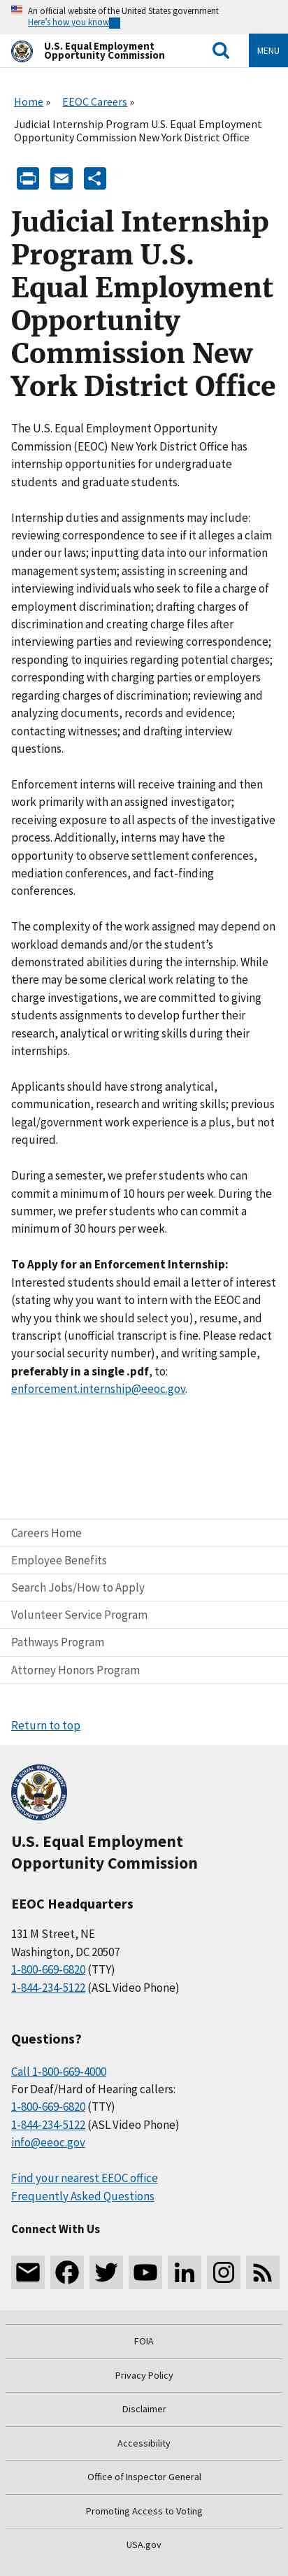 An official website of the United States government
Here's how you know
U.S. Equal Employment
Opportunity Commission
MENU
Home »
EEOC Careers »
Judicial Internship Program U.S. Equal Employment
Opportunity Commission New York District Office
Judicial Internship
Program U.S.
Equal Employment
Opportunity
Commission New
York District Office
The U.S. Equal Employment Opportunity
Commission (EEOC) New York District Office has
internship opportunities for undergraduate
students and graduate students.
Internship duties and assignments may include:
reviewing correspondence to see if it alleges a claim
under our laws; inputting data into our information
management system; assisting in screening and
interviewing individuals who seek to file a charge of
employment discrimination; drafting charges of
discrimination and creating charge files after
interviewing parties and reviewing correspondence;
responding to inquiries regarding potential charges;
corresponding with charging parties or employers
regarding charges of discrimination; reviewing and
analyzing documents, records and evidence;
contacting witnesses; and drafting interview
questions.
Enforcement interns will receive training and then
work primarily with an assigned investigator;
receiving exposure to all aspects of the investigative
process. Additionally, interns may have the
opportunity to observe settlement conferences,
mediation conferences, and fact-finding
conferences.
The complexity of the work assigned may depend on
workload demands and/or the student's
demonstrated abilities during the internship. While
there may be some clerical work relating to the
charge investigations, we are committed to giving
students assignments to develop further their
research, analytical or writing skills during their
internships.
Applicants should have strong analytical,
communication, research and writing skills; previous
legal/government work experience is a plus, but not
required.
During a semester, we prefer students who can
commit a minimum of 10 hours per week. During the
summer, we prefer students who can commit a
minimum of 30 hours per week.
To Apply for an Enforcement Internship:
Interested students should email a letter of interest
(stating why you want to intern with the EEOC and
why you think we should select you), resume, and
transcript (unofficial transcript is fine. Please redact
your social security number), and writing sample,
preferably in a single .pdf, to:
enforcement.internship@eeoc.gov.
Careers Home
Employee Benefits
Search Jobs/How to Apply
Volunteer Service Program
Pathways Program
Attorney Honors Program
Return to top
U.S. Equal Employment
Opportunity Commission
EEOC Headquarters
131 M Street, NE
Washington, DC 20507
1-800-669-6820 (TTY)
1-844-234-5122 (ASL Video Phone)
Questions?
Call 1-800-669-4000
For Deaf/Hard of Hearing callers:
1-800-669-6820 (TTY)
1-844-234-5122 (ASL Video Phone)
info@eeoc.gov
Find your nearest EEOC office
Frequently Asked Questions
Connect With Us
FOIA
Privacy Policy
Disclaimer
Accessibility
Office of Inspector General
Promoting Access to Voting
USA.gov